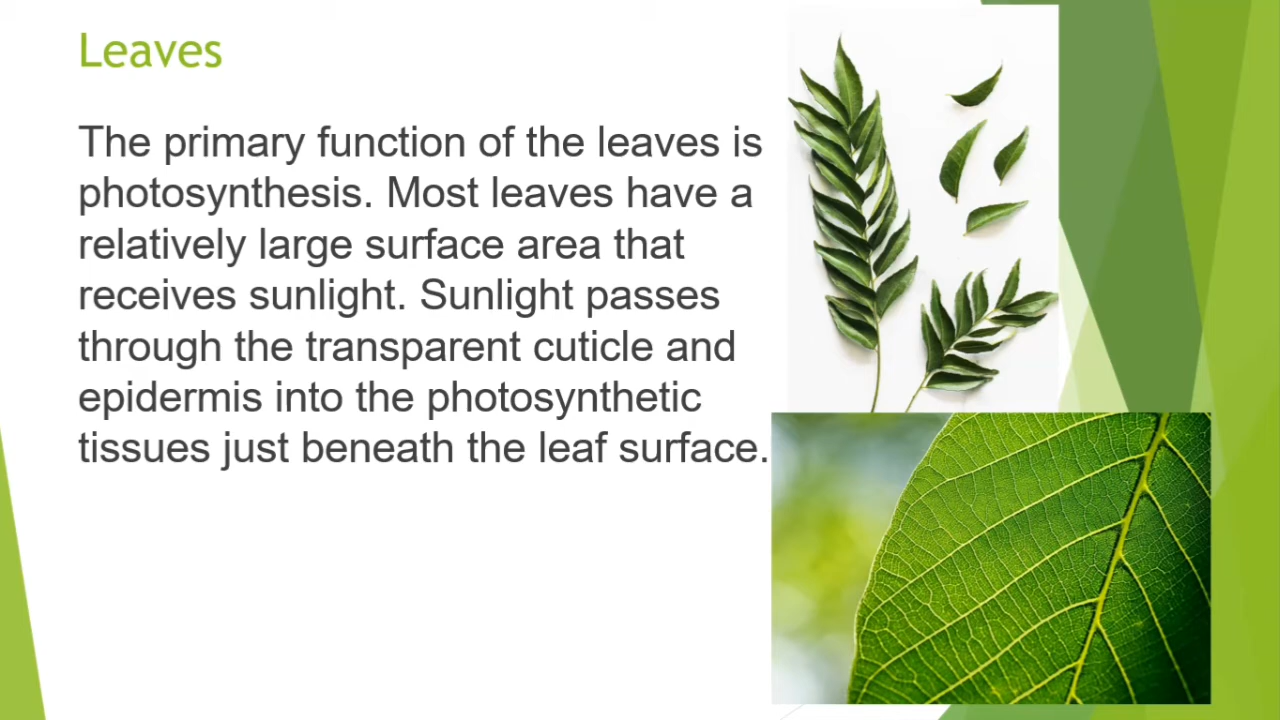 Leaves
The primary function of the leaves is
photosynthesis. Most leaves have a
relatively large surface area that
receives sunlight. Sunlight passes
through the transparent cuticle and
epidermis into the photosynthetic
tissues just beneath the leaf surface.